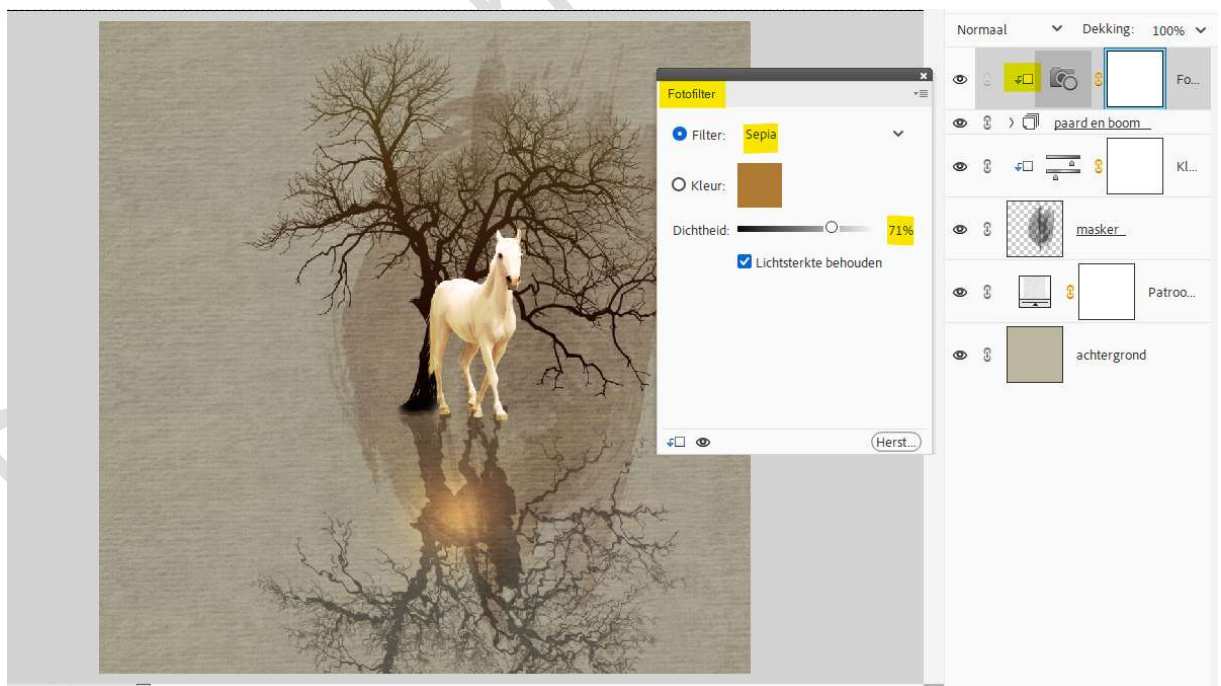 Normaal Dekking: 100%
Fo...
paard en boom
Kl...
masker
Patroo...
achtergrond
Fotofilter
Filter: Sepia
Kleur:
Dichtheid: 71%
Lichtsterkte behouden
Herst...